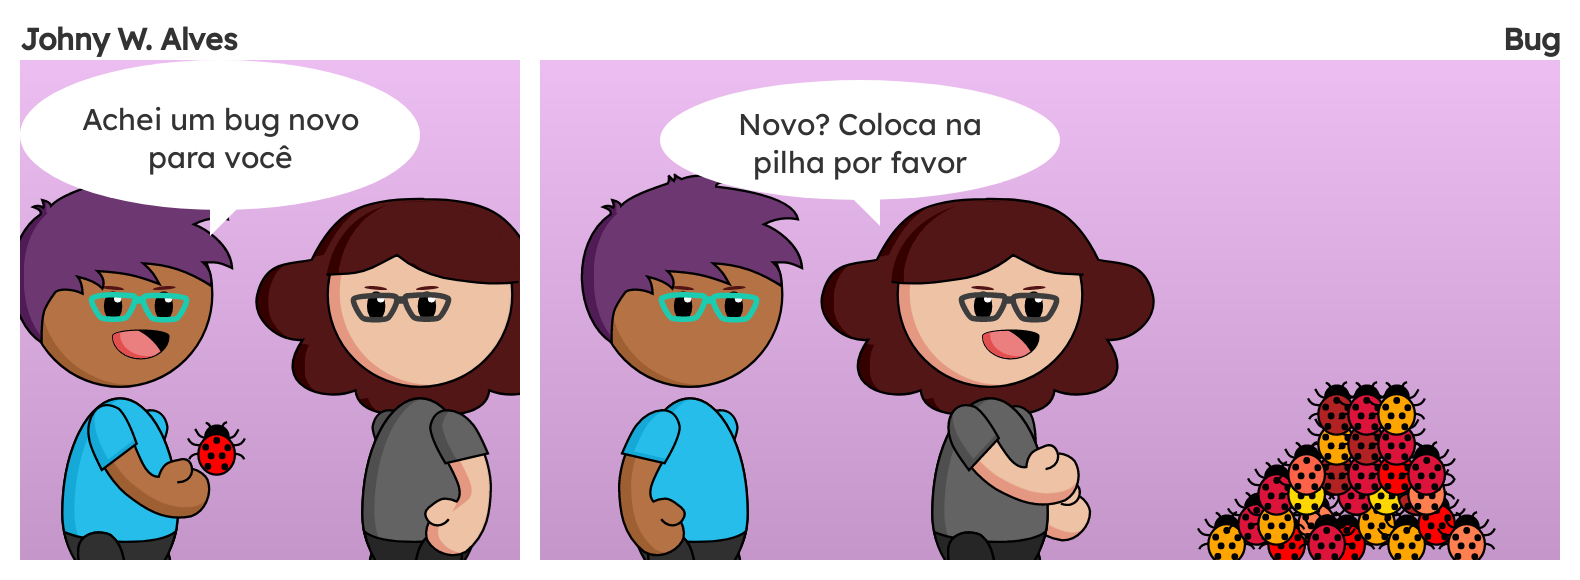 Johny W. Alves
Bug
Achei um bug novo
para você
Novo? Coloca na
pilha por favor